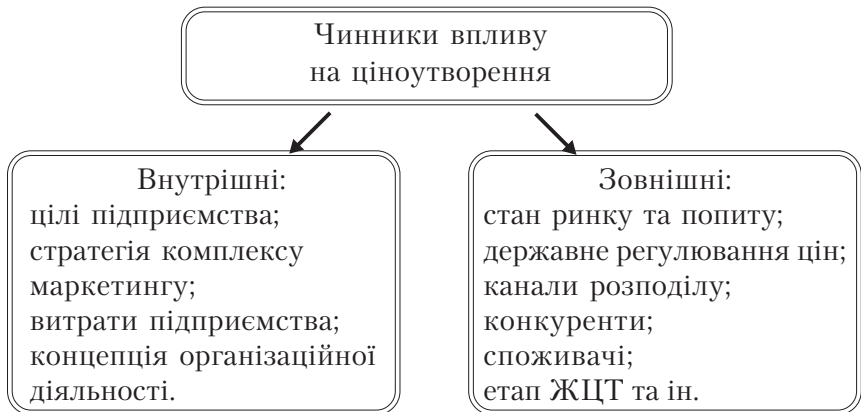 Чинники впливу
на ціноутворення
Внутрішні:
цілі підприємства;
стратегія комплексу
маркетингу;
витрати підприємства;
концепція організаційної
діяльності.
Зовнішні:
стан ринку та попиту;
державне регулювання цін;
канали розподілу;
конкуренти;
споживачі;
етап ЖЦТ та ін.